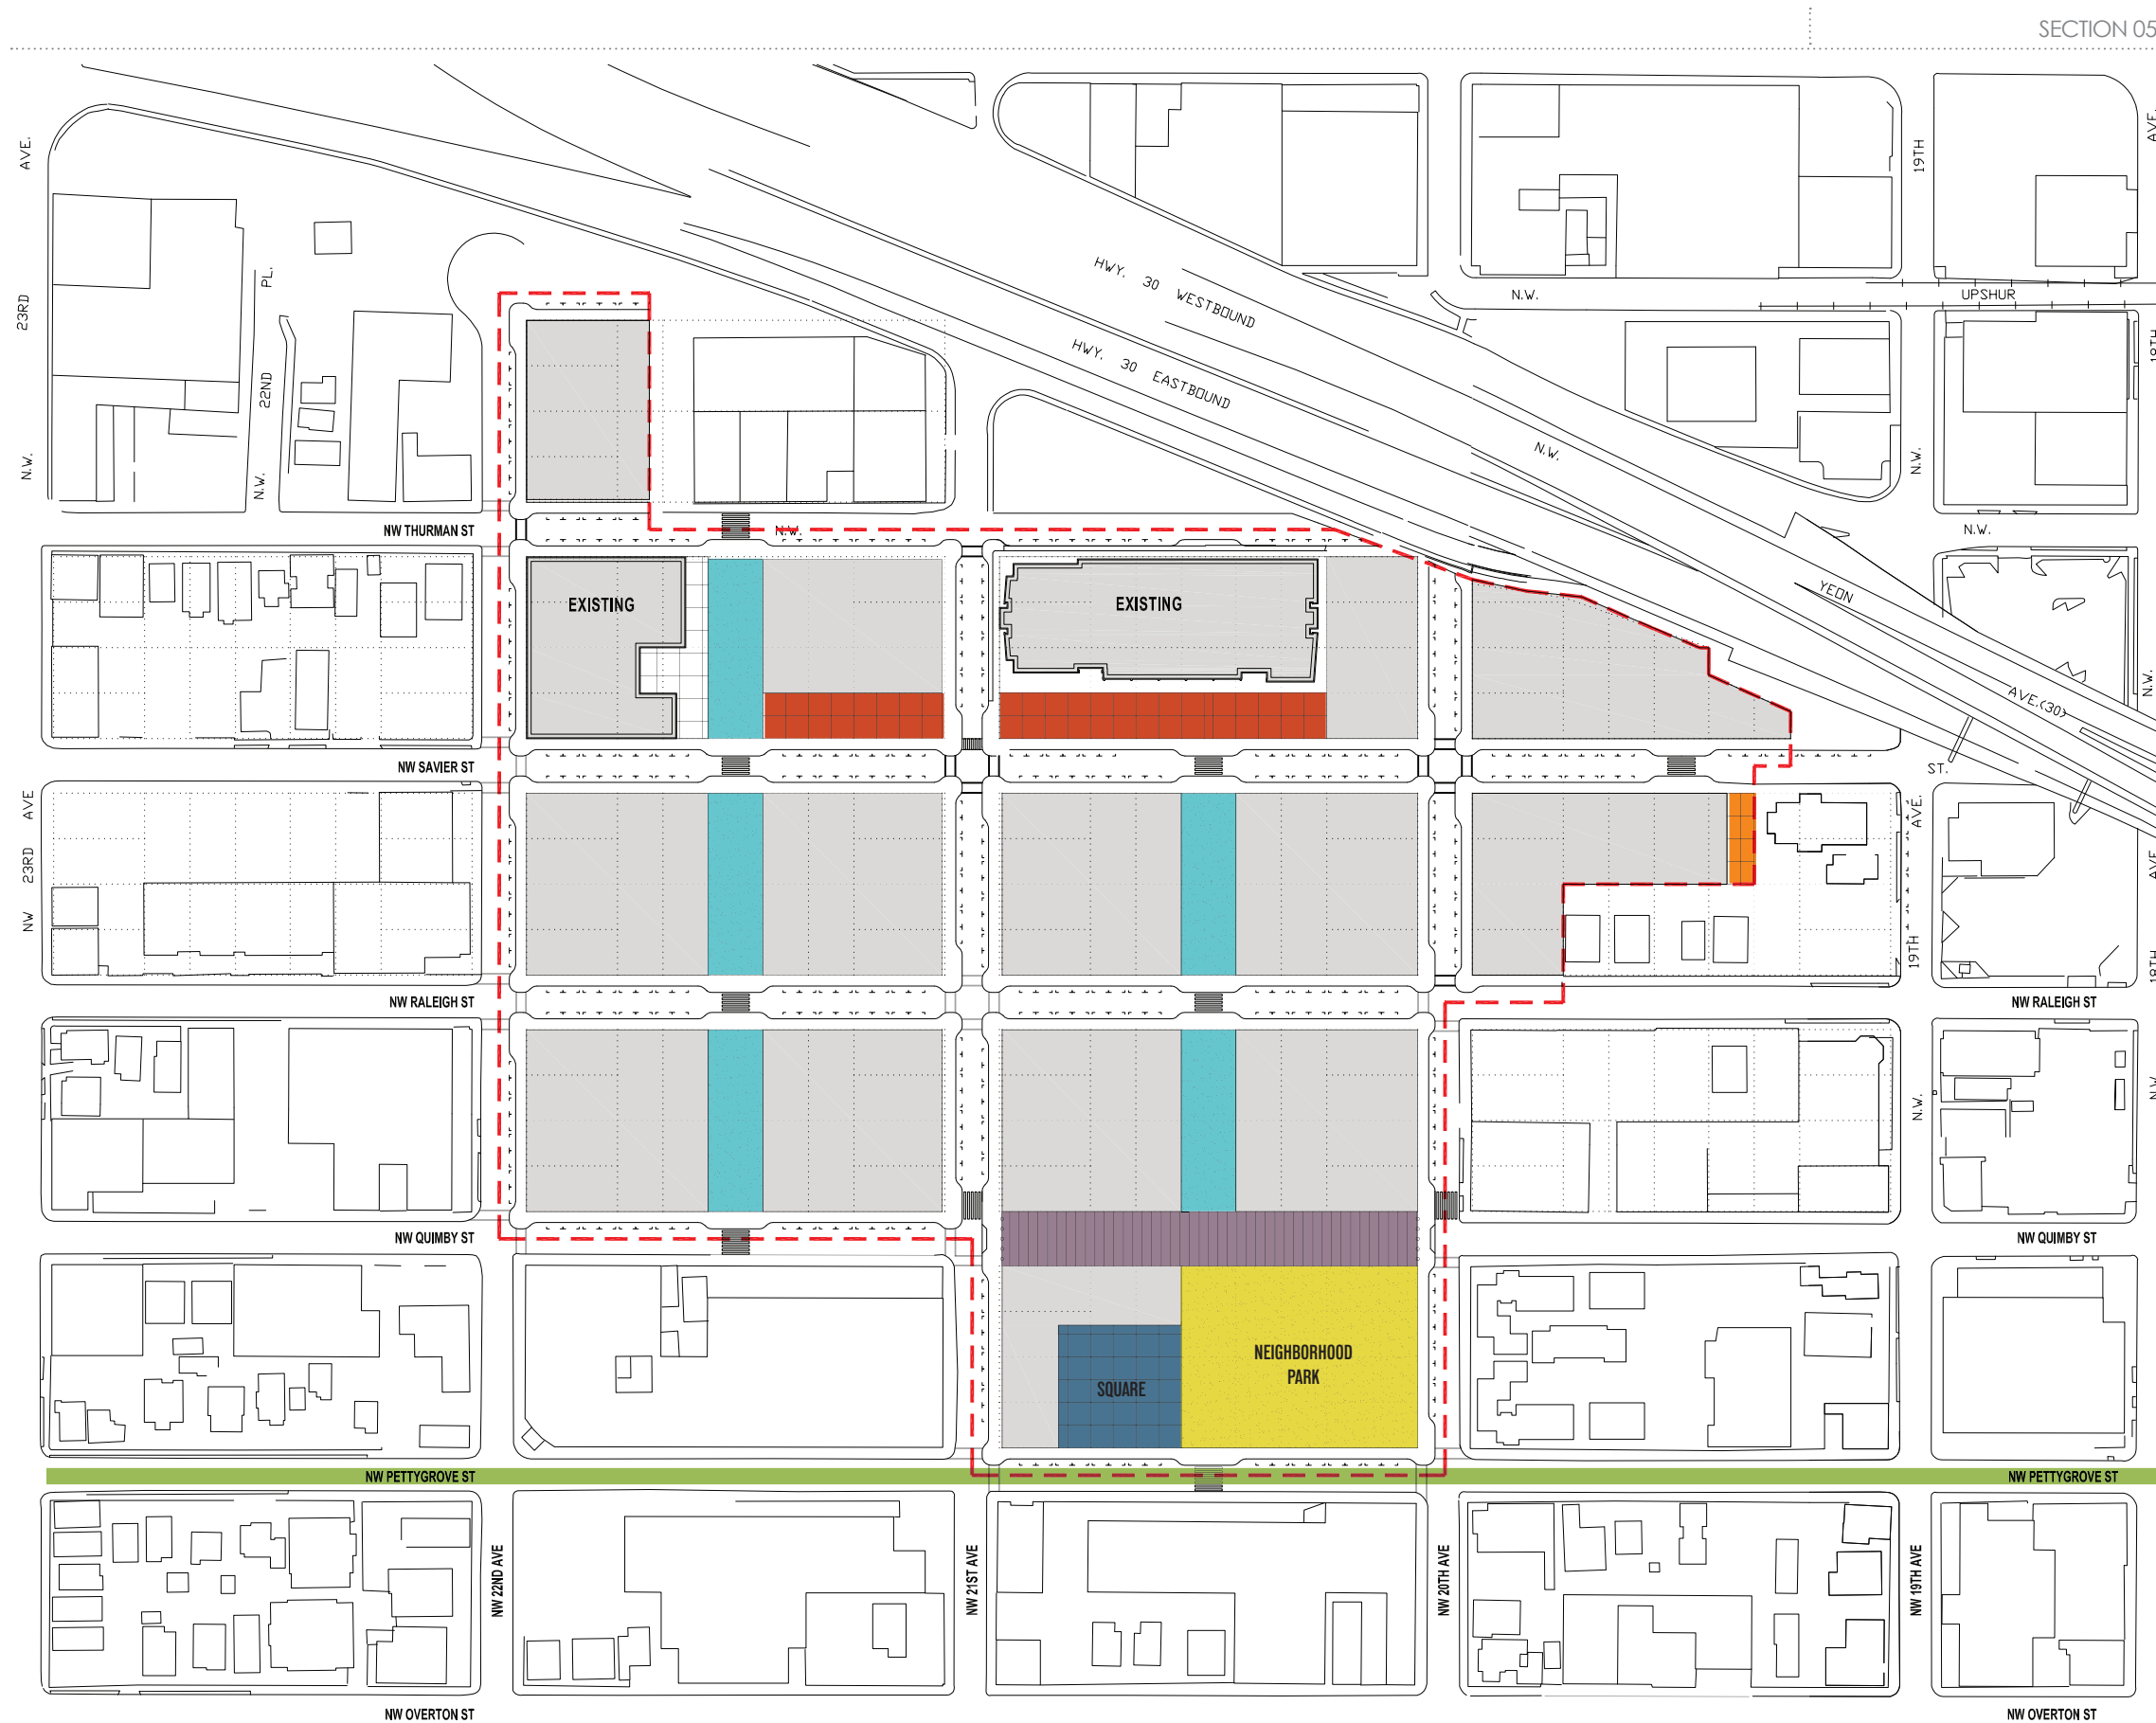 SECTION 05
AVE.
19TH
AVE.
PL.
23RD
HWY. 30 WESTBOUND
N.W.
UPSHUR
HWY. 30 EASTBOUND
22ND
18TH
N.W.
N.W.
N.W.
N.W.
NW THURMAN ST
N.W.
N.W.
EXISTING
EXISTING
YEON
N.W.
AVE.(30)
NW SAVIER ST
ST.
AVE
23RD
NW
AVE.
AVE
19TH
18TH
NW RALEIGH ST
NW RALEIGH ST
N.W.
N.W.
NW QUIMBY ST
NW QUIMBY ST
NEIGHBORHOOD
PARK
SQUARE
NW PETTYGROVE ST
NW PETTYGROVE ST
NW 22ND AVE
NW 21ST AVE
NW 20TH AVE
NW 19TH AVE
NW OVERTON ST
NW OVERTON ST